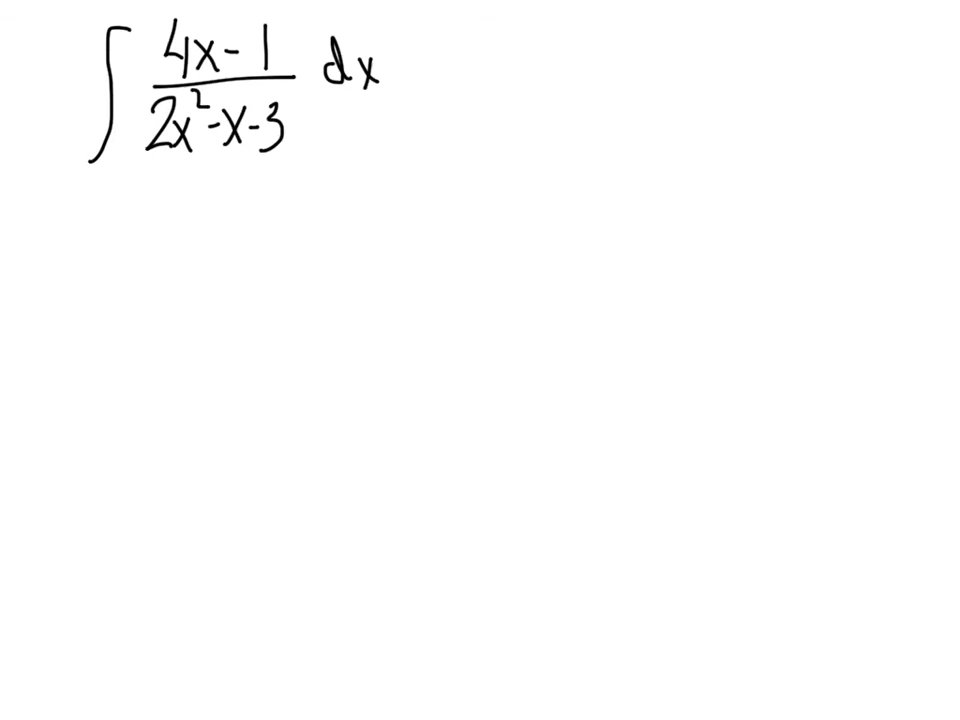 ∫ (4x-1)/(2x²-x-3) dx